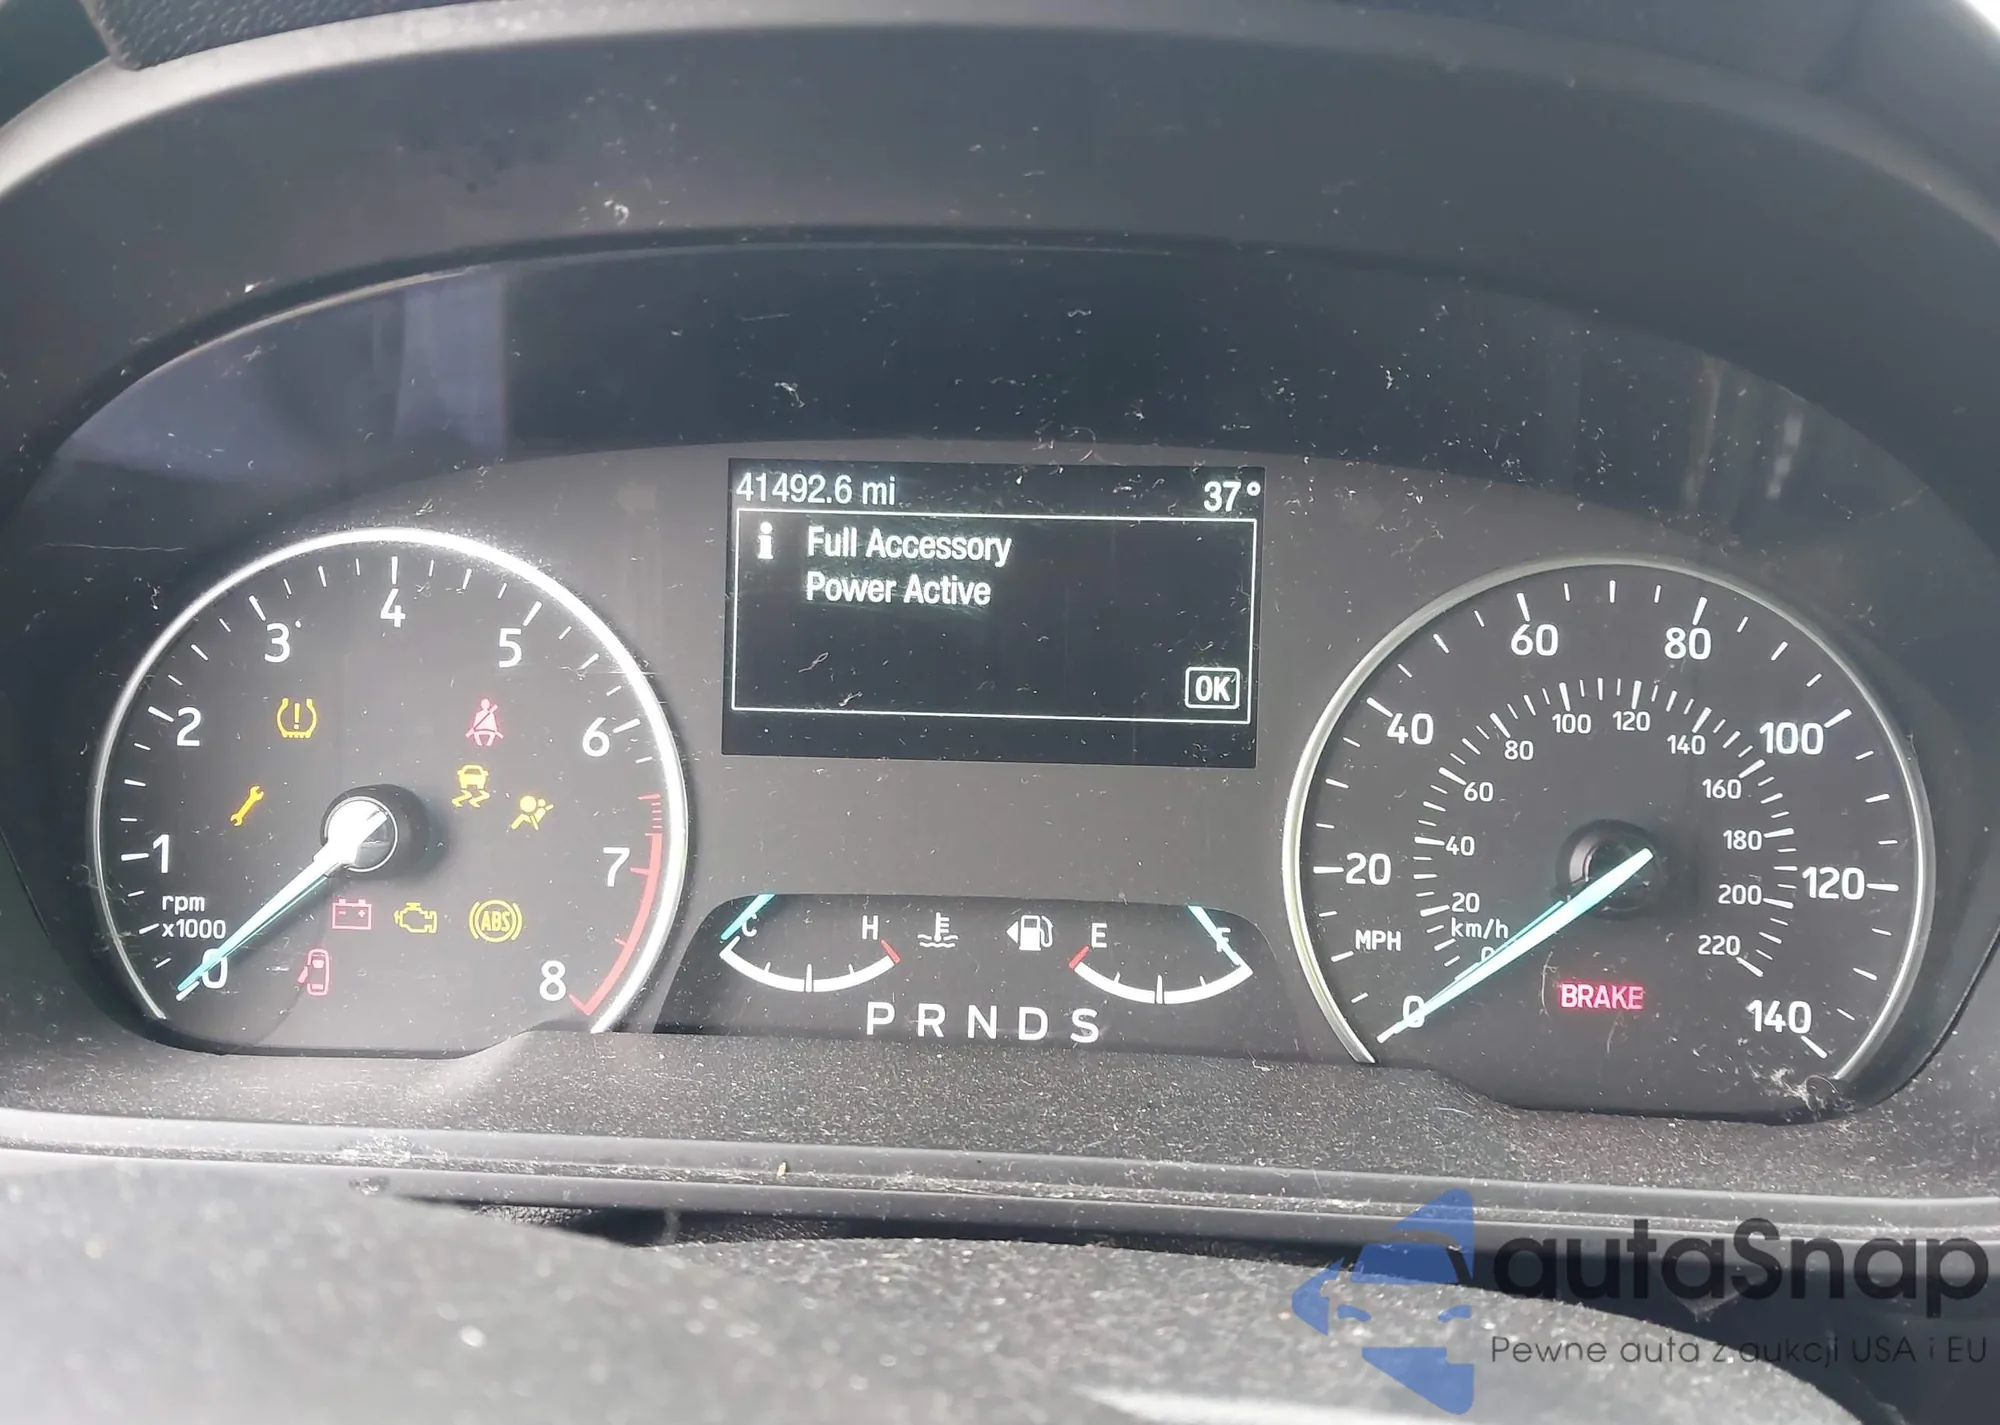 41492.6 mi 37°
i Full Accessory
Power Active
OK
0 1 2 3 4 5 6 7 8
rpm
x1000
ABS
C H
E F
P R N D S
0 20 40 60 80 100 120 140
MPH
0 20 40 60 80 100 120 140 160 180 200 220
km/h
BRAKE
autaSnap
Pewne auta z aukcji USA i EU